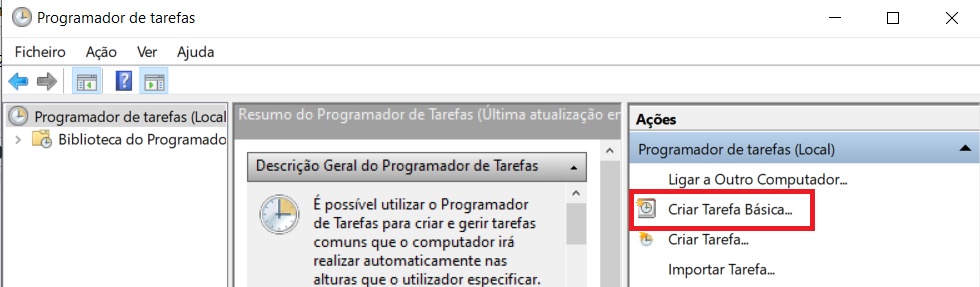 Programador de tarefas
Ficheiro Ação Ver Ajuda
Programador de tarefas (Local
Biblioteca do Programado
Resumo do Programador de Tarefas (Última atualização en
Descrição Geral do Programador de Tarefas
É possível utilizar o Programador
de Tarefas para criar e gerir tarefas
comuns que o computador irá
realizar automaticamente nas
alturas que o utilizador especificar.
Ações
Programador de tarefas (Local)
Ligar a Outro Computador...
Criar Tarefa Básica...
Criar Tarefa...
Importar Tarefa...